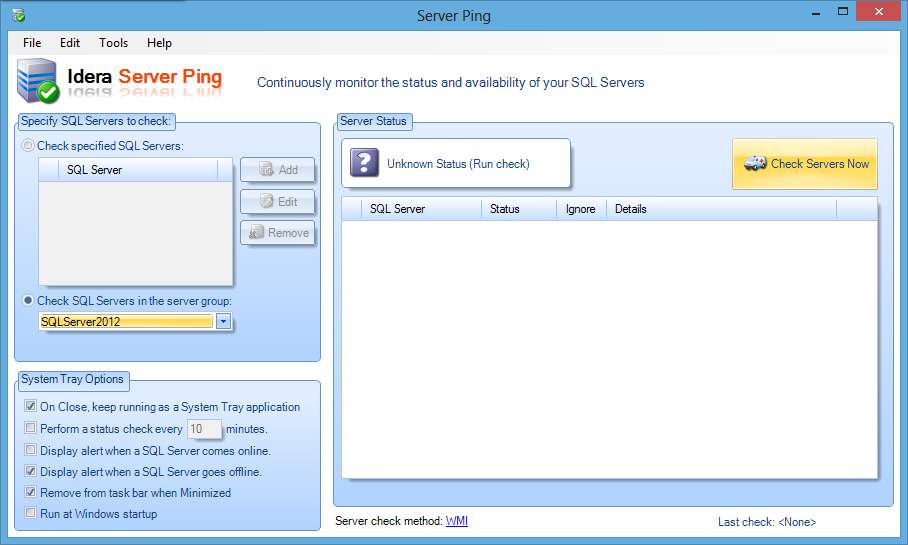 Server Ping
File Edit Tools Help
Idera Server Ping
Continuously monitor the status and availability of your SQL Servers
Specify SQL Servers to check:
Check specified SQL Servers:
SQL Server
Add
Edit
Remove
Check SQL Servers in the server group:
SQLServer2012
System Tray Options
On Close, keep running as a System Tray application
Perform a status check every 10 minutes.
Display alert when a SQL Server comes online.
Display alert when a SQL Server goes offline.
Remove from task bar when Minimized
Run at Windows startup
Server Status
? Unknown Status (Run check)
Check Servers Now
SQL Server Status Ignore Details
Server check method: WMI
Last check: <None>